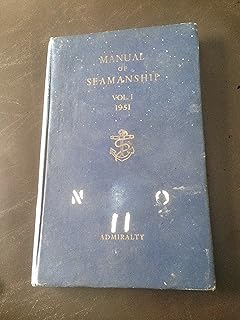 MANUAL
OF
SEAMANSHIP
VOL. I
1951
N O
11
ADMIRALTY